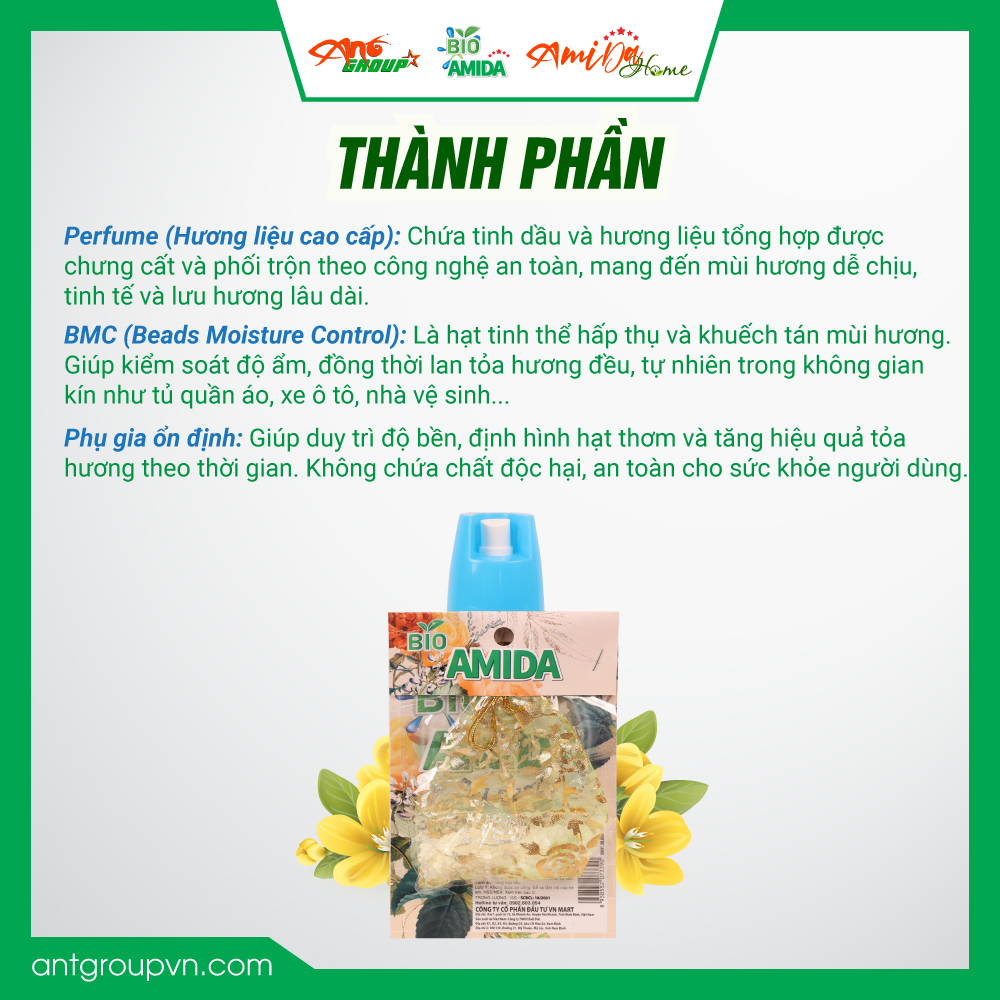 Ant GROUP
BIO AMIDA
AmiDa Home
THÀNH PHẦN
Perfume (Hương liệu cao cấp): Chứa tinh dầu và hương liệu tổng hợp được
chưng cất và phối trộn theo công nghệ an toàn, mang đến mùi hương dễ chịu,
tinh tế và lưu hương lâu dài.
BMC (Beads Moisture Control): Là hạt tinh thể hấp thụ và khuếch tán mùi hương.
Giúp kiểm soát độ ẩm, đồng thời lan tỏa hương đều, tự nhiên trong không gian
kín như tủ quần áo, xe ô tô, nhà vệ sinh...
Phụ gia ổn định: Giúp duy trì độ bền, định hình hạt thơm và tăng hiệu quả tỏa
hương theo thời gian. Không chứa chất độc hại, an toàn cho sức khỏe người dùng.
BIO
AMIDA
Hotline tư vấn: 0902.603.054
CÔNG TY CỔ PHẦN ĐẦU TƯ VN MART
antgroupvn.com